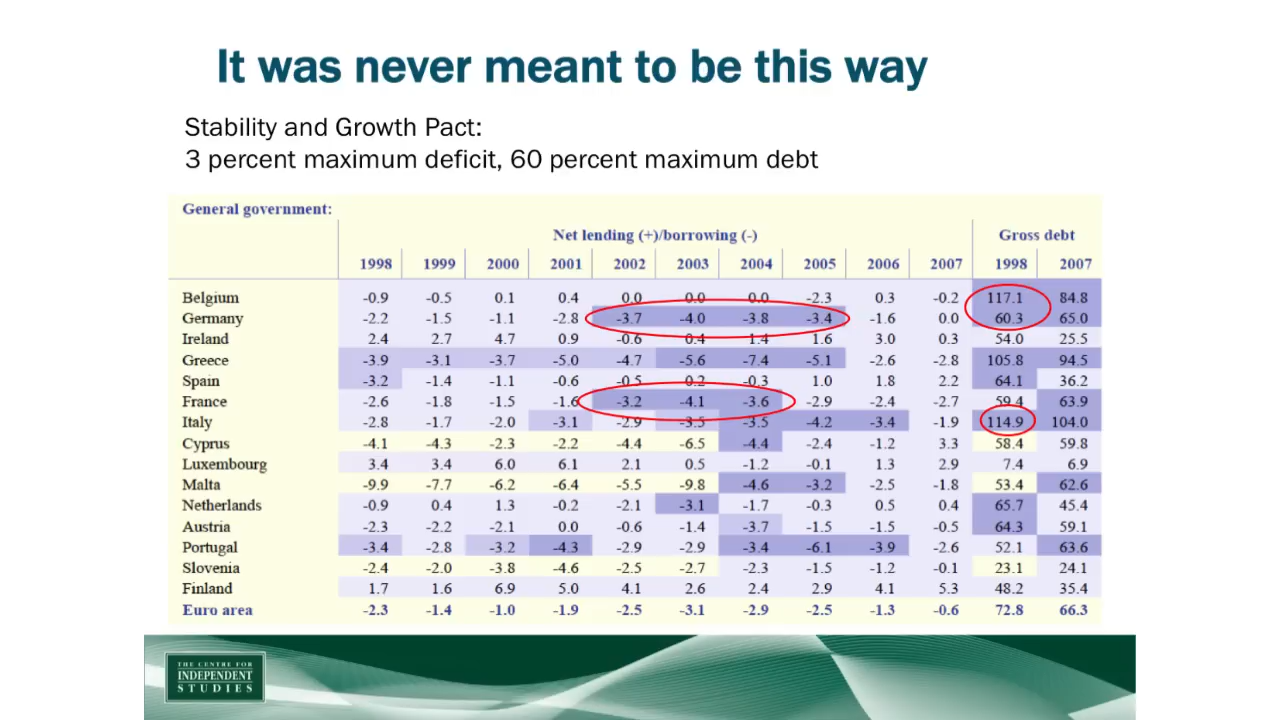 It was never meant to be this way
Stability and Growth Pact:
3 percent maximum deficit, 60 percent maximum debt
General government:
Net lending (+)/borrowing (-) Gross debt
1998 1999 2000 2001 2002 2003 2004 2005 2006 2007 1998 2007
Belgium -0.9 -0.5 0.1 0.4 0.0 0.0 0.0 -2.3 0.3 -0.2 117.1 84.8
Germany -2.2 -1.5 -1.1 -2.8 -3.7 -4.0 -3.8 -3.4 -1.6 0.0 60.3 65.0
Ireland 2.4 2.7 4.7 0.9 -0.6 0.4 1.4 1.6 3.0 0.3 54.0 25.5
Greece -3.9 -3.1 -3.7 -5.0 -4.7 -5.6 -7.4 -5.1 -2.6 -2.8 105.8 94.5
Spain -3.2 -1.4 -1.1 -0.6 -0.5 0.2 -0.3 1.0 1.8 2.2 64.1 36.2
France -2.6 -1.8 -1.5 -1.6 -3.2 -4.1 -3.6 -2.9 -2.4 -2.7 59.4 63.9
Italy -2.8 -1.7 -2.0 -3.1 -2.9 -3.5 -3.5 -4.2 -3.4 -1.9 114.9 104.0
Cyprus -4.1 -4.3 -2.3 -2.2 -4.4 -6.5 -4.4 -2.4 -1.2 3.3 58.4 59.8
Luxembourg 3.4 3.4 6.0 6.1 2.1 0.5 -1.2 -0.1 1.3 2.9 7.4 6.9
Malta -9.9 -7.7 -6.2 -6.4 -5.5 -9.8 -4.6 -3.2 -2.5 -1.8 53.4 62.6
Netherlands -0.9 0.4 1.3 -0.2 -2.1 -3.1 -1.7 -0.3 0.5 0.4 65.7 45.4
Austria -2.3 -2.2 -2.1 0.0 -0.6 -1.4 -3.7 -1.5 -1.5 -0.5 64.3 59.1
Portugal -3.4 -2.8 -3.2 -4.3 -2.9 -2.9 -3.4 -6.1 -3.9 -2.6 52.1 63.6
Slovenia -2.4 -2.0 -3.8 -4.6 -2.5 -2.7 -2.3 -1.5 -1.2 -0.1 23.1 24.1
Finland 1.7 1.6 6.9 5.0 4.1 2.6 2.4 2.9 4.1 5.3 48.2 35.4
Euro area -2.3 -1.4 -1.0 -1.9 -2.5 -3.1 -2.9 -2.5 -1.3 -0.6 72.8 66.3
THE CENTRE FOR
INDEPENDENT
STUDIES